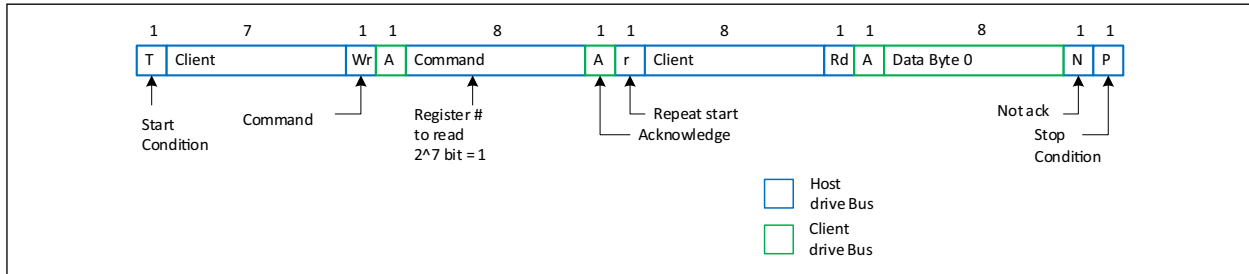 1 7 1 1 8 1 1 8 1 1 8 1 1
T Client Wr A Command A r Client Rd A Data Byte 0 N P
Start
Condition
Command
Register #
to read
2^7 bit = 1
Repeat start
Acknowledge
Not ack
Stop
Condition
Host
drive Bus
Client
drive Bus